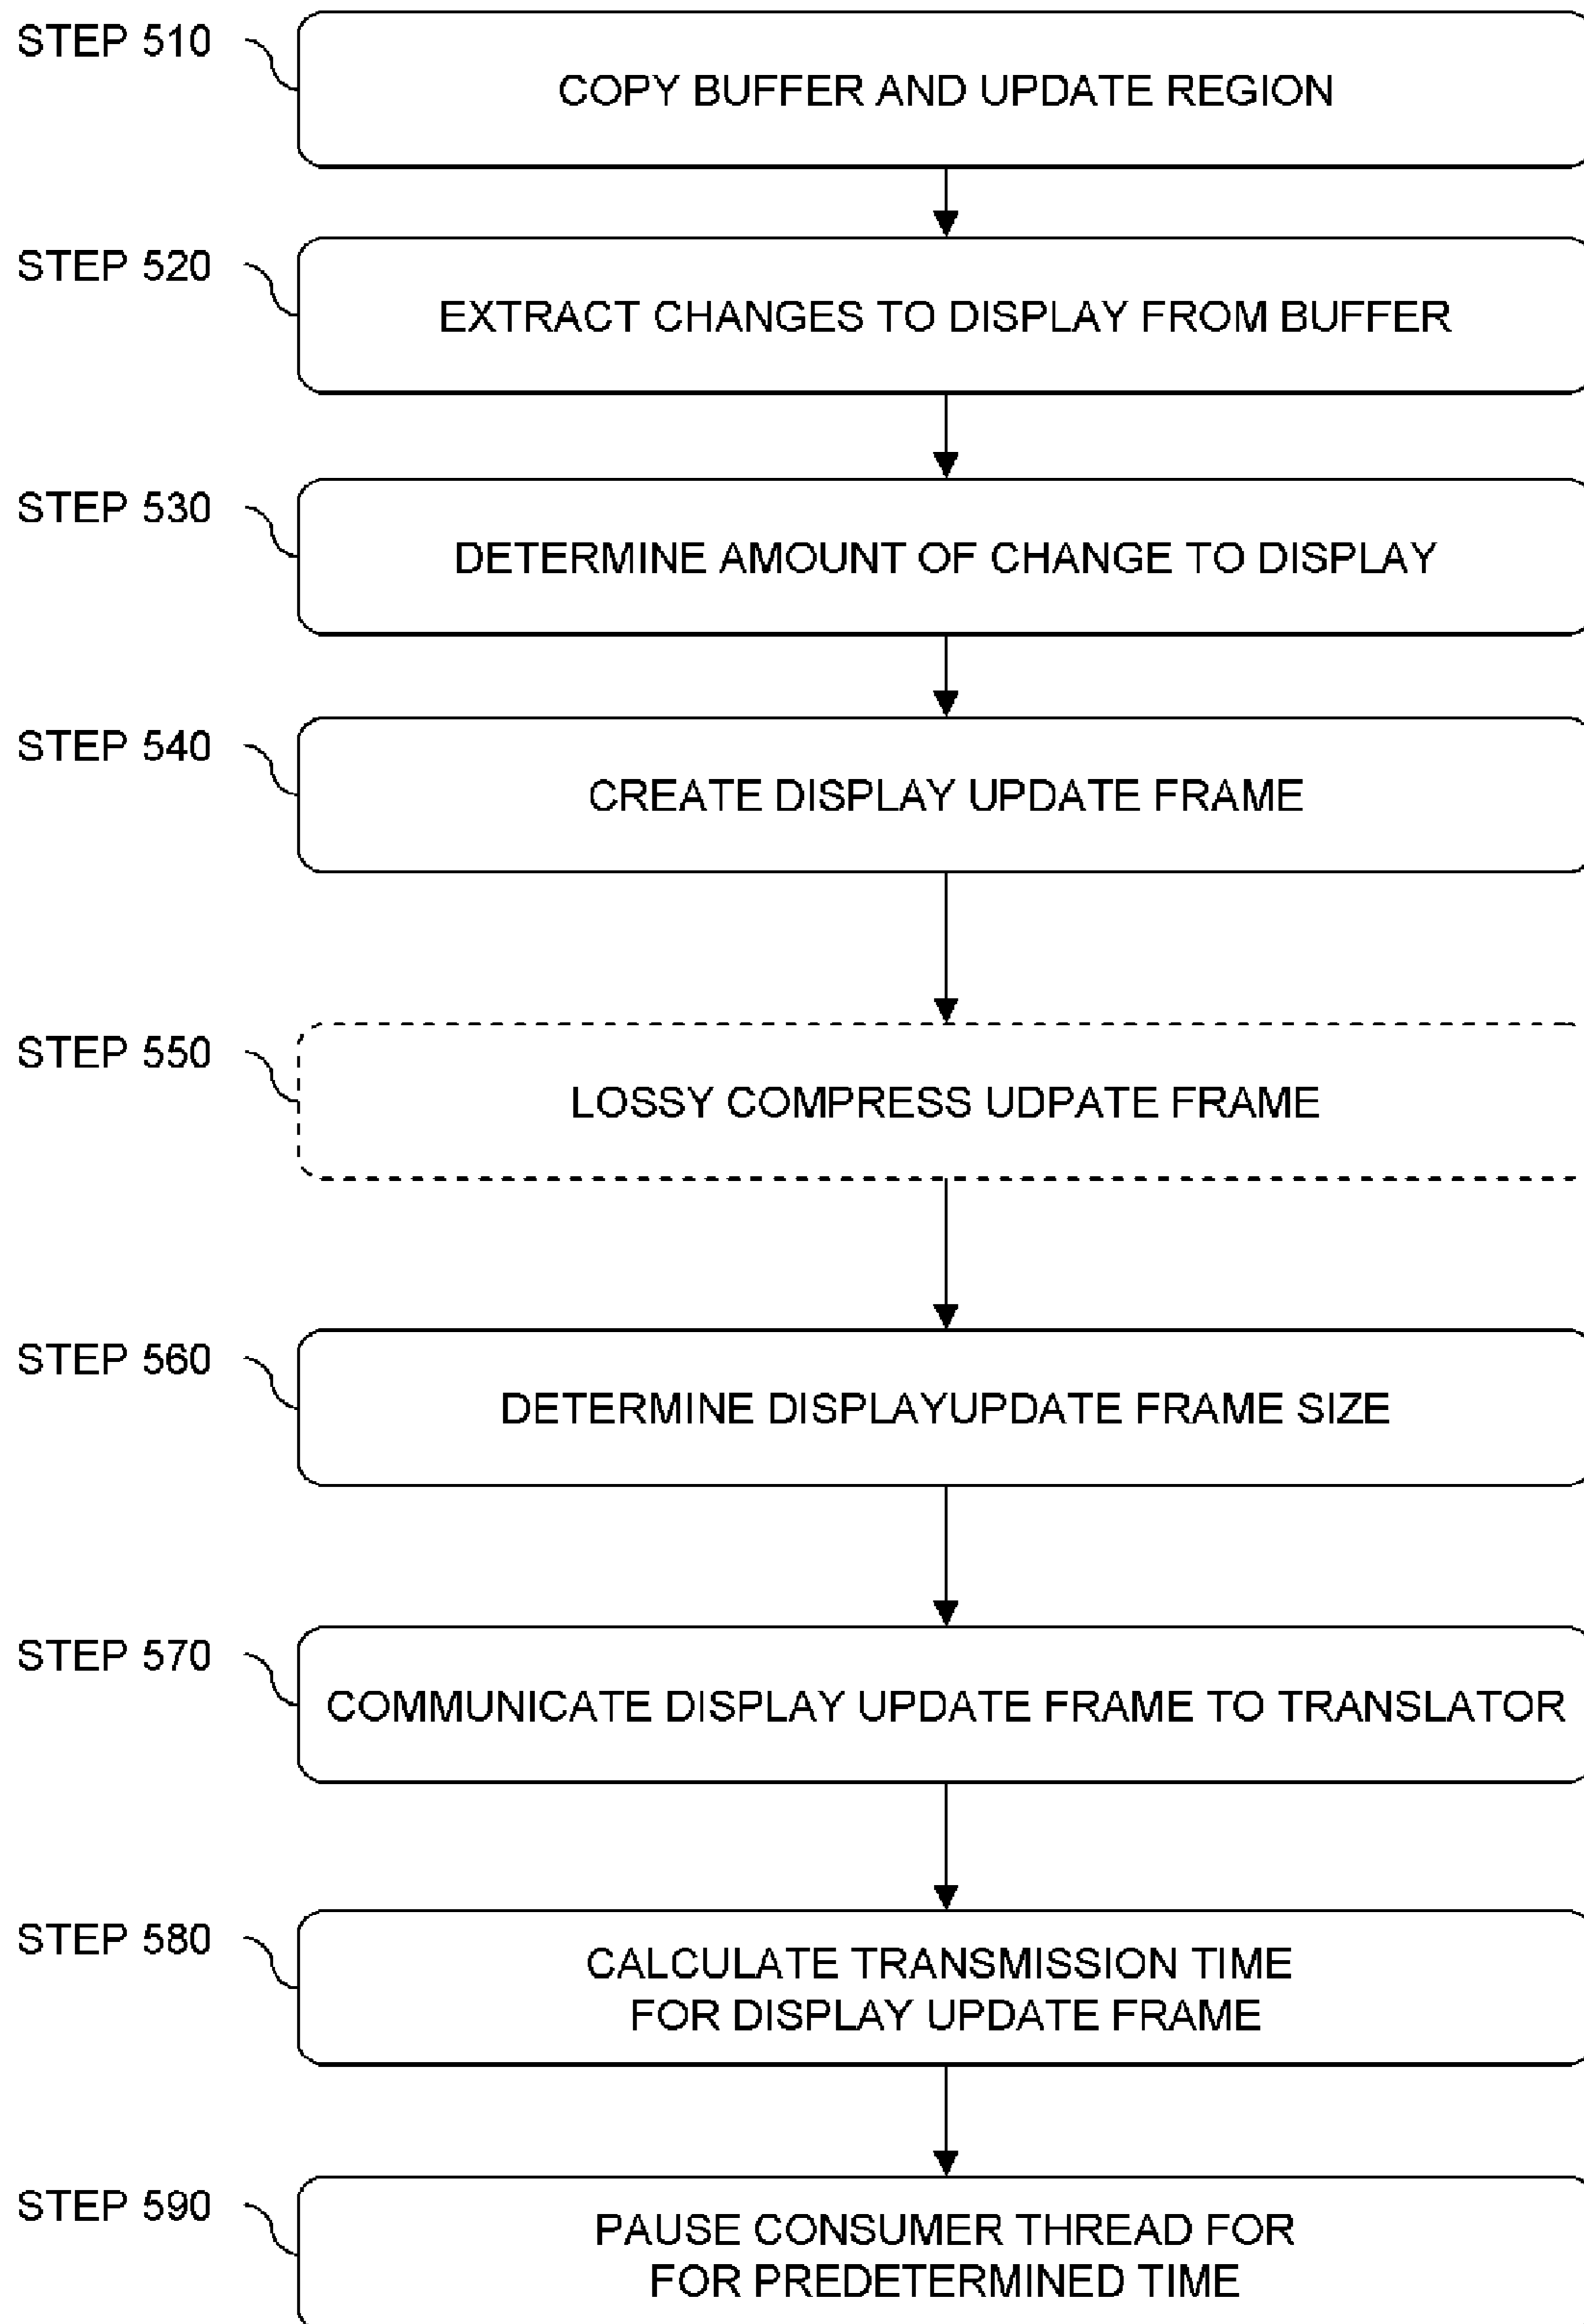 STEP 510
COPY BUFFER AND UPDATE REGION
STEP 520
EXTRACT CHANGES TO DISPLAY FROM BUFFER
STEP 530
DETERMINE AMOUNT OF CHANGE TO DISPLAY
STEP 540
CREATE DISPLAY UPDATE FRAME
STEP 550
LOSSY COMPRESS UDPATE FRAME
STEP 560
DETERMINE DISPLAYUPDATE FRAME SIZE
STEP 570
COMMUNICATE DISPLAY UPDATE FRAME TO TRANSLATOR
STEP 580
CALCULATE TRANSMISSION TIME
FOR DISPLAY UPDATE FRAME
STEP 590
PAUSE CONSUMER THREAD FOR
FOR PREDETERMINED TIME